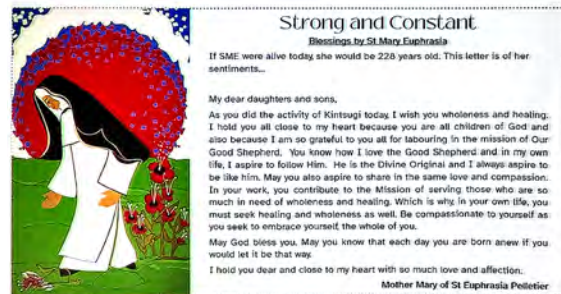 Strong and Constant
Blessings by St Mary Euphrasia
If SME were alive today, she would be 228 years old. This letter is of her
sentiments...
My dear daughters and sons,
As you did the activity of Kintsugi today, I wish you wholeness and healing.
I hold you all close to my heart because you are all children of God and
also because I am so grateful to you all for labouring in the mission of Our
Good Shepherd. You know how I love the Good Shepherd and in my own
life, I aspire to follow Him. He is the Divine Original and I always aspire to
be like him. May you also aspire to share in the same love and compassion.
In your work, you contribute to the Mission of serving those who are so
much in need of wholeness and healing. Which is why, in your own life, you
must seek healing and wholeness as well. Be compassionate to yourself as
you seek to embrace yourself, the whole of you.
May God bless you. May you know that each day you are born anew if you
would let it be that way.
I hold you dear and close to my heart with so much love and affection.
Mother Mary of St Euphrasia Pelletier